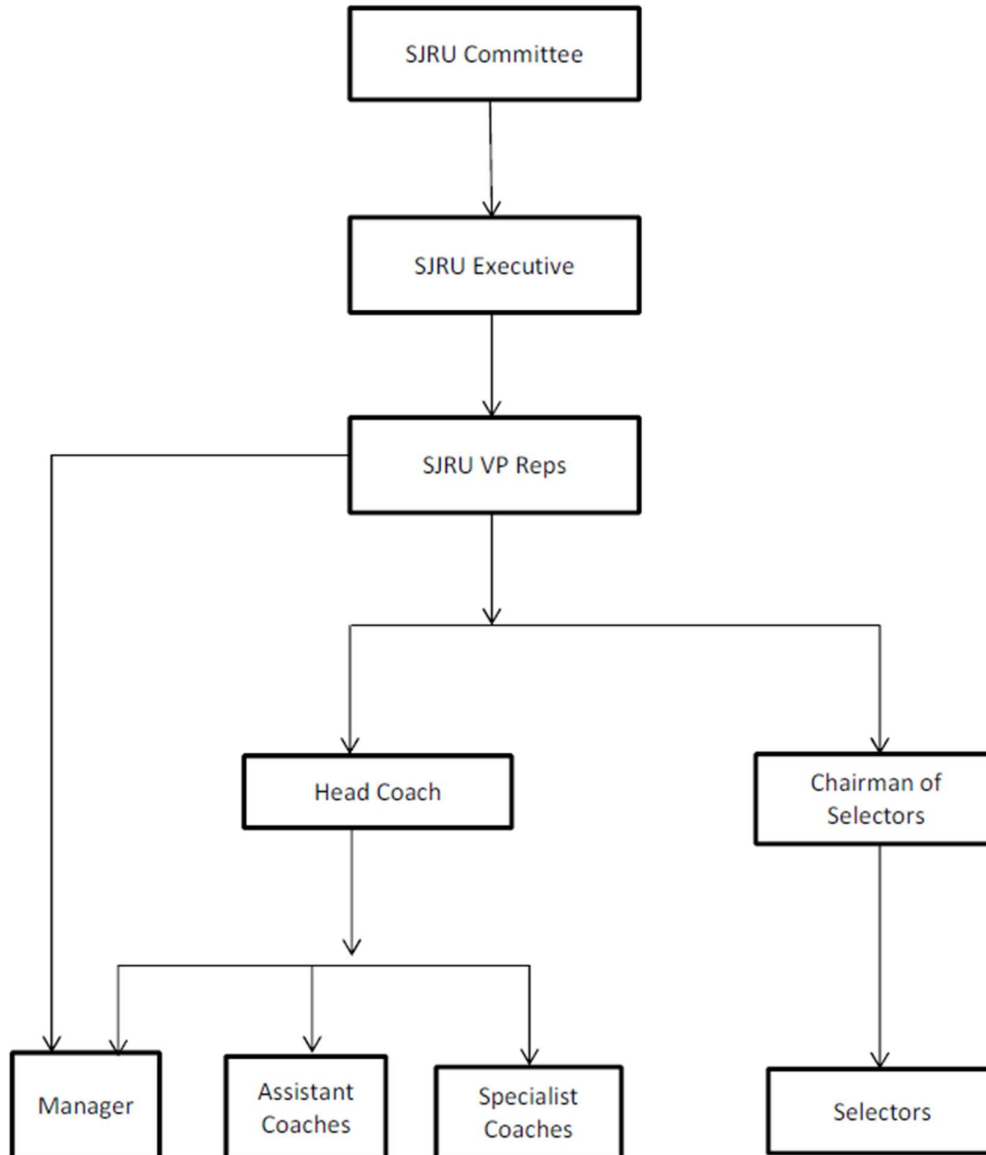 SJRU Committee
SJRU Executive
SJRU VP Reps
Head Coach
Chairman of
Selectors
Manager
Assistant
Coaches
Specialist
Coaches
Selectors